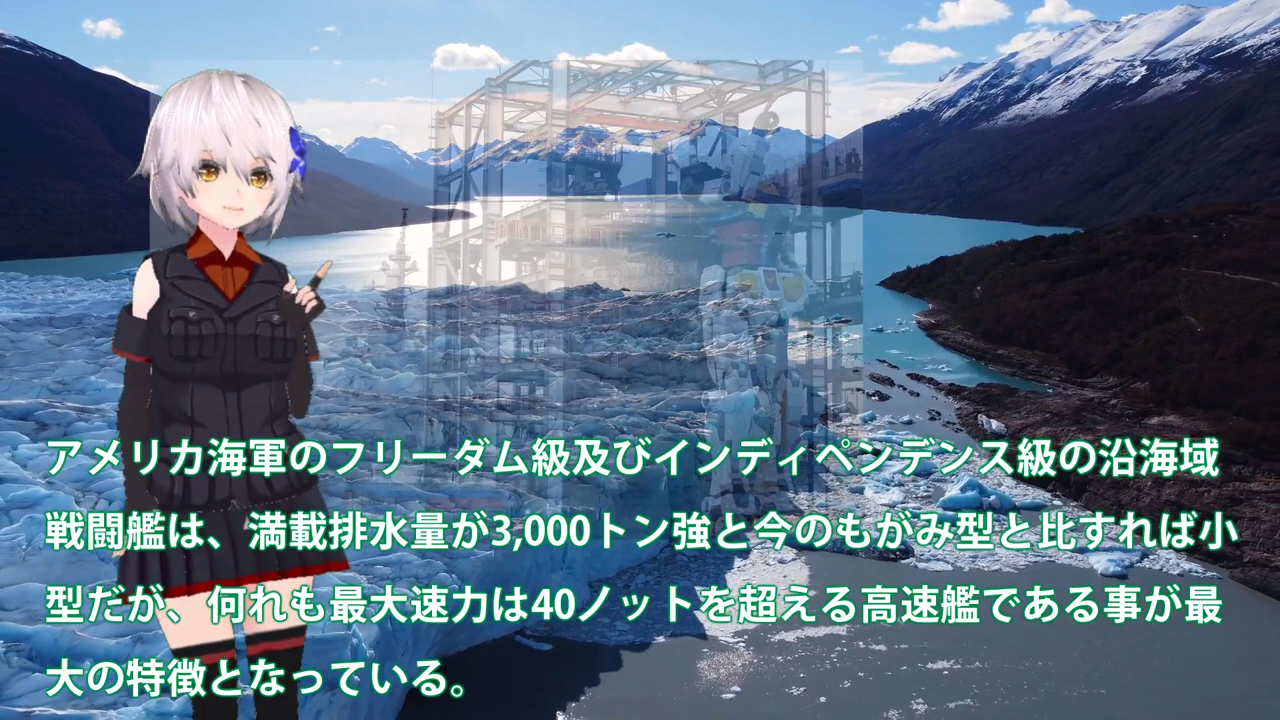 アメリカ海軍のフリーダム級及びインディペンデンス級の沿海域
戦闘艦は、満載排水量が3,000トン強と今のもがみ型と比すれば小
型だが、何れも最大速力は40ノットを超える高速艦である事が最
大の特徴となっている。